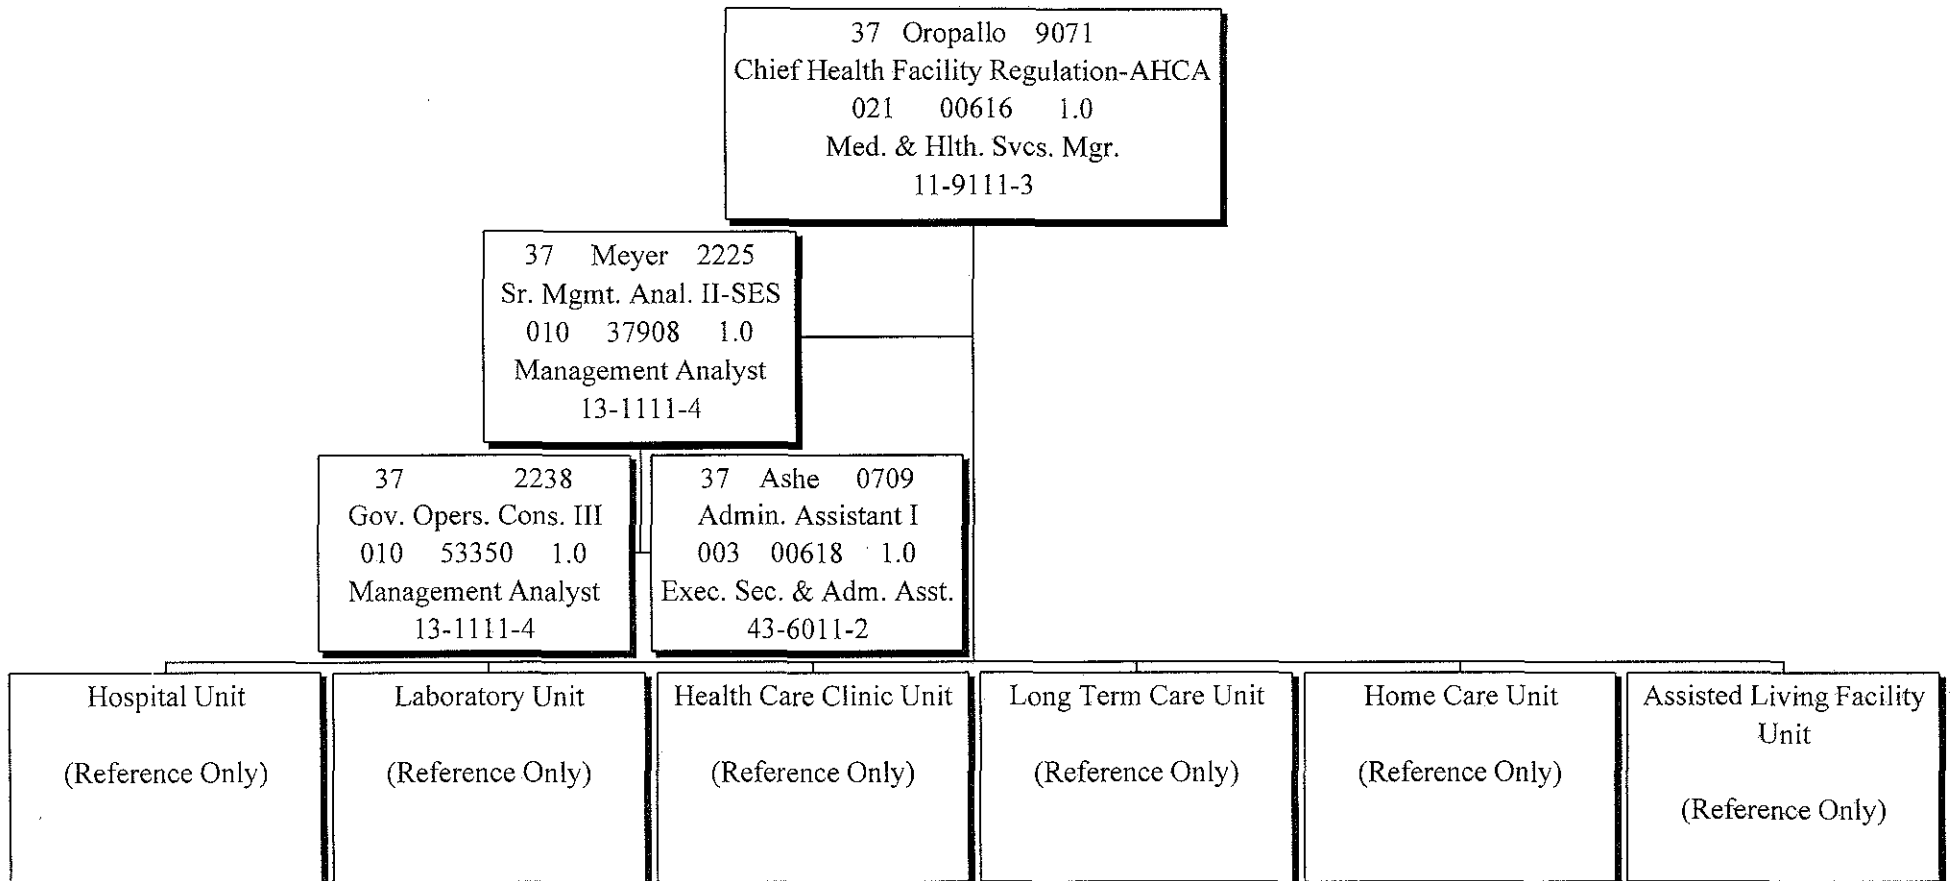 37 Oropallo 9071
Chief Health Facility Regulation-AHCA
021 00616 1.0
Med. & Hlth. Svcs. Mgr.
11-9111-3
37 Meyer 2225
Sr. Mgmt. Anal. II-SES
010 37908 1.0
Management Analyst
13-1111-4
37 2238
Gov. Opers. Cons. III
010 53350 1.0
Management Analyst
13-1111-4
37 Ashe 0709
Admin. Assistant I
003 00618 1.0
Exec. Sec. & Adm. Asst.
43-6011-2
Hospital Unit
(Reference Only)
Laboratory Unit
(Reference Only)
Health Care Clinic Unit
(Reference Only)
Long Term Care Unit
(Reference Only)
Home Care Unit
(Reference Only)
Assisted Living Facility
Unit
(Reference Only)